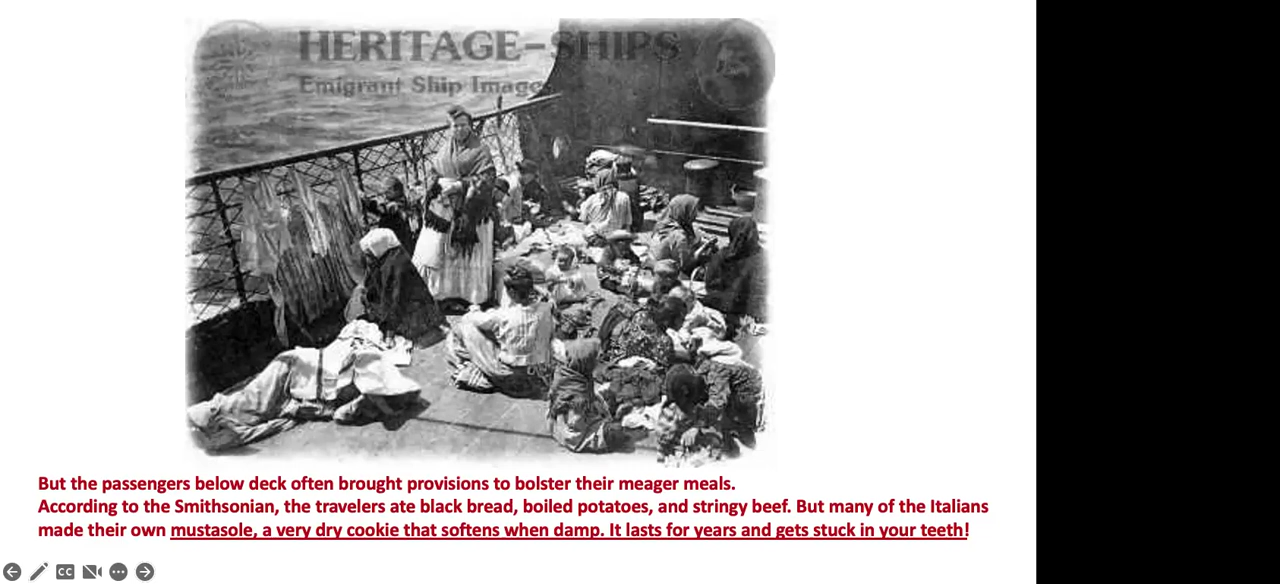 HERITAGE-SHIPS
Emigrant Ship Image
But the passengers below deck often brought provisions to bolster their meager meals.
According to the Smithsonian, the travelers ate black bread, boiled potatoes, and stringy beef. But many of the Italians
made their own mustasole, a very dry cookie that softens when damp. It lasts for years and gets stuck in your teeth!
CC